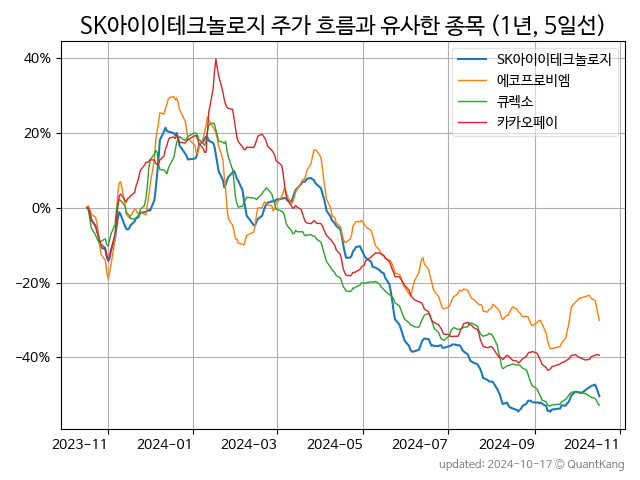 SK아이이테크놀로지 주가 흐름과 유사한 종목 (1년, 5일선)
SK아이이테크놀로지
에코프로비엠
큐렉소
카카오페이
40%
20%
0%
−20%
−40%
2023−11
2024−01
2024−03
2024−05
2024−07
2024−09
2024−11
updated: 2024-10-17 © QuantKang